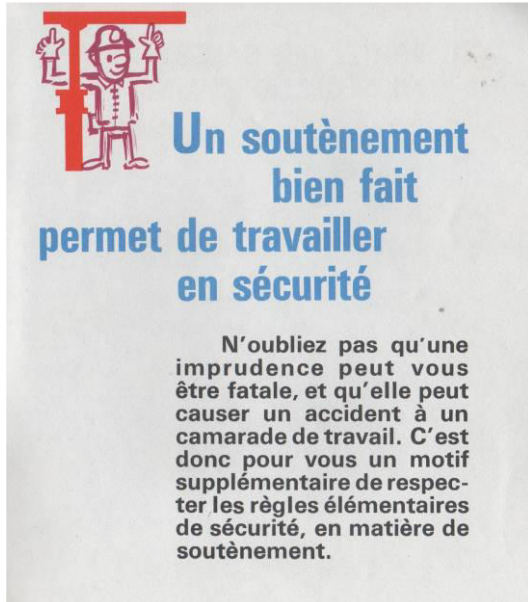 Un soutènement
bien fait
permet de travailler
en sécurité
N'oubliez pas qu'une
imprudence peut vous
être fatale, et qu'elle peut
causer un accident à un
camarade de travail. C'est
donc pour vous un motif
supplémentaire de respec-
ter les règles élémentaires
de sécurité, en matière de
soutènement.